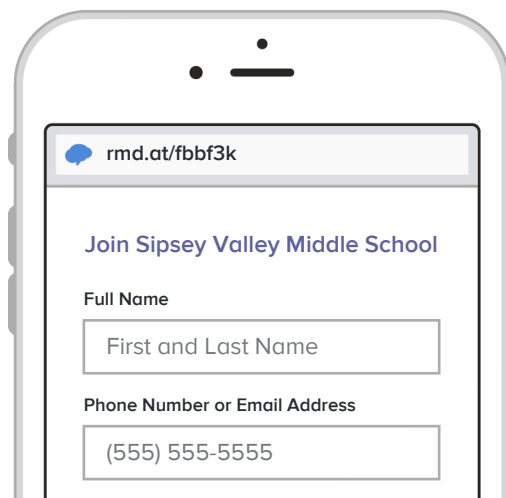 rmd.at/fbbf3k
Join Sipsey Valley Middle School
Full Name
First and Last Name
Phone Number or Email Address
(555) 555-5555